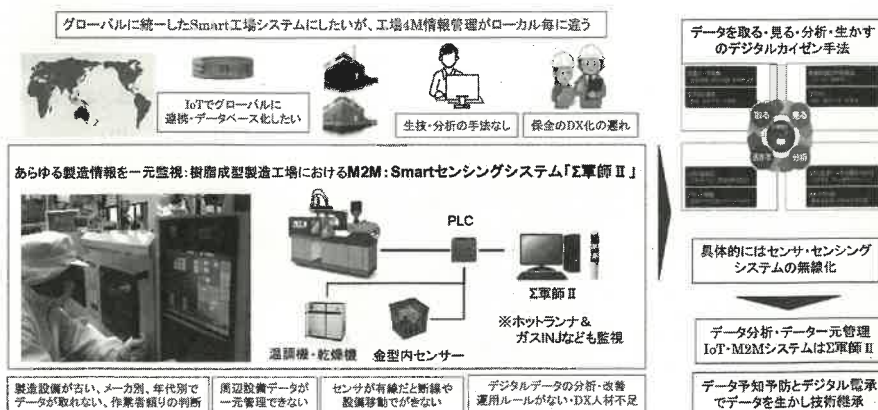 グローバルに統一したSmart工場システムにしたいが、工場4M情報管理がローカル毎に違う
IoTでグローバルに
連携・データベース化したい
生技・分析の手法なし
保全のDX化の遅れ
あらゆる製造情報を一元監視：樹脂成型製造工場におけるM2M：Smartセンシングシステム「Σ軍師Ⅱ」
PLC
Σ軍師Ⅱ
温調機・乾燥機
金型内センサー
※ホットランナ＆
ガスINJなども監視
製造設備が古い、メーカ別、年代別で
データが取れない、作業者頼りの判断
周辺設備データが
一元管理できない
センサが有線だと断線や
設備移動ができない
デジタルデータの分析・改善
運用ルールがない・DX人材不足
データを取る・見る・分析・生かす
のデジタルカイゼン手法
取る
見る
分析
具体的にはセンサ・センシング
システムの無線化
データ分析・データ一元管理
IoT・M2MシステムはΣ軍師Ⅱ
データ予知予防とデジタル電承
でデータを生かし技術継承